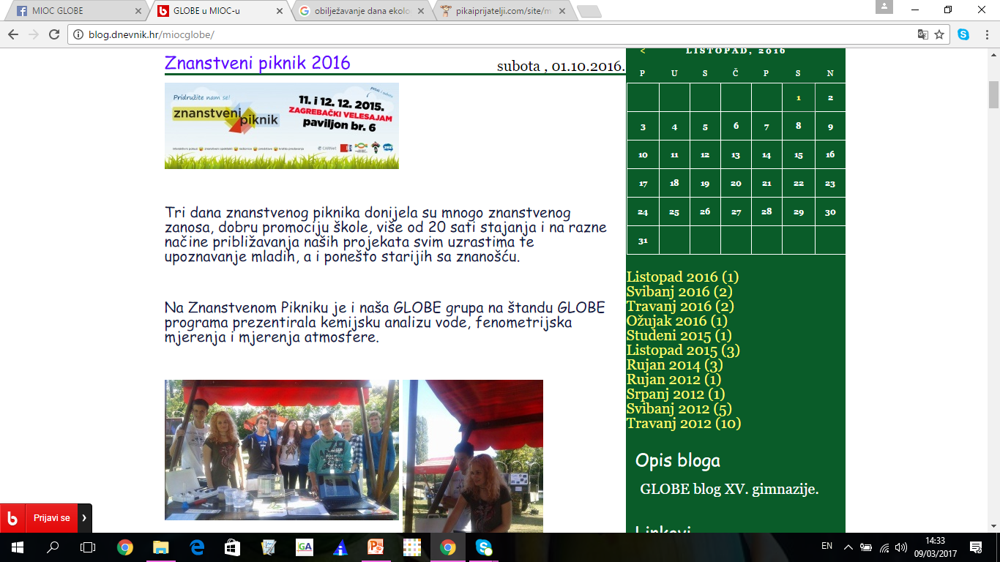 MIOC GLOBE
GLOBE u MIOC-u
obilježavanje dana ekolo
pikaiprijatelji.com/site/m
blog.dnevnik.hr/miocglobe/
Znanstveni piknik 2016
subota , 01.10.2016.
Pridružite nam se!
znanstveni
piknik
11. i 12. 12. 2015.
ZAGREBAČKI VELESAJAM
paviljon br. 6
CARNet
Tri dana znanstvenog piknika donijela su mnogo znanstvenog
zanosa, dobru promociju škole, više od 20 sati stajanja i na razne
načine približavanja naših projekata svim uzrastima te
upoznavanje mladih, a i ponešto starijih sa znanošću.
Na Znanstvenom Pikniku je i naša GLOBE grupa na štandu GLOBE
programa prezentirala kemijsku analizu vode, fenometrijska
mjerenja i mjerenja atmosfere.
< LISTOPAD, 2016
P U S Č P S N
1 2
3 4 5 6 7 8 9
10 11 12 13 14 15 16
17 18 19 20 21 22 23
24 25 26 27 28 29 30
31
Listopad 2016 (1)
Svibanj 2016 (2)
Travanj 2016 (2)
Ožujak 2016 (1)
Studeni 2015 (1)
Listopad 2015 (3)
Rujan 2014 (3)
Rujan 2012 (1)
Srpanj 2012 (1)
Svibanj 2012 (5)
Travanj 2012 (10)
Opis bloga
GLOBE blog XV. gimnazije.
Linkovi
b Prijavi se
GA
EN
14:33
09/03/2017